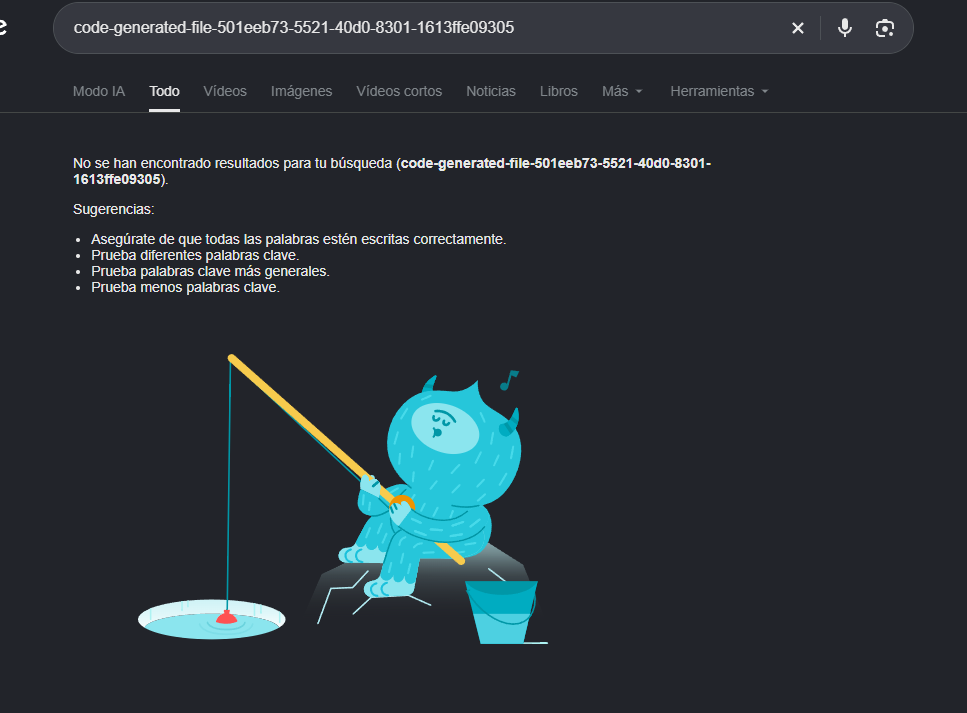 code-generated-file-501eeb73-5521-40d0-8301-1613ffe09305
Modo IA Todo Vídeos Imágenes Vídeos cortos Noticias Libros Más Herramientas
No se han encontrado resultados para tu búsqueda (code-generated-file-501eeb73-5521-40d0-8301-
1613ffe09305).
Sugerencias:
Asegúrate de que todas las palabras estén escritas correctamente.
Prueba diferentes palabras clave.
Prueba palabras clave más generales.
Prueba menos palabras clave.